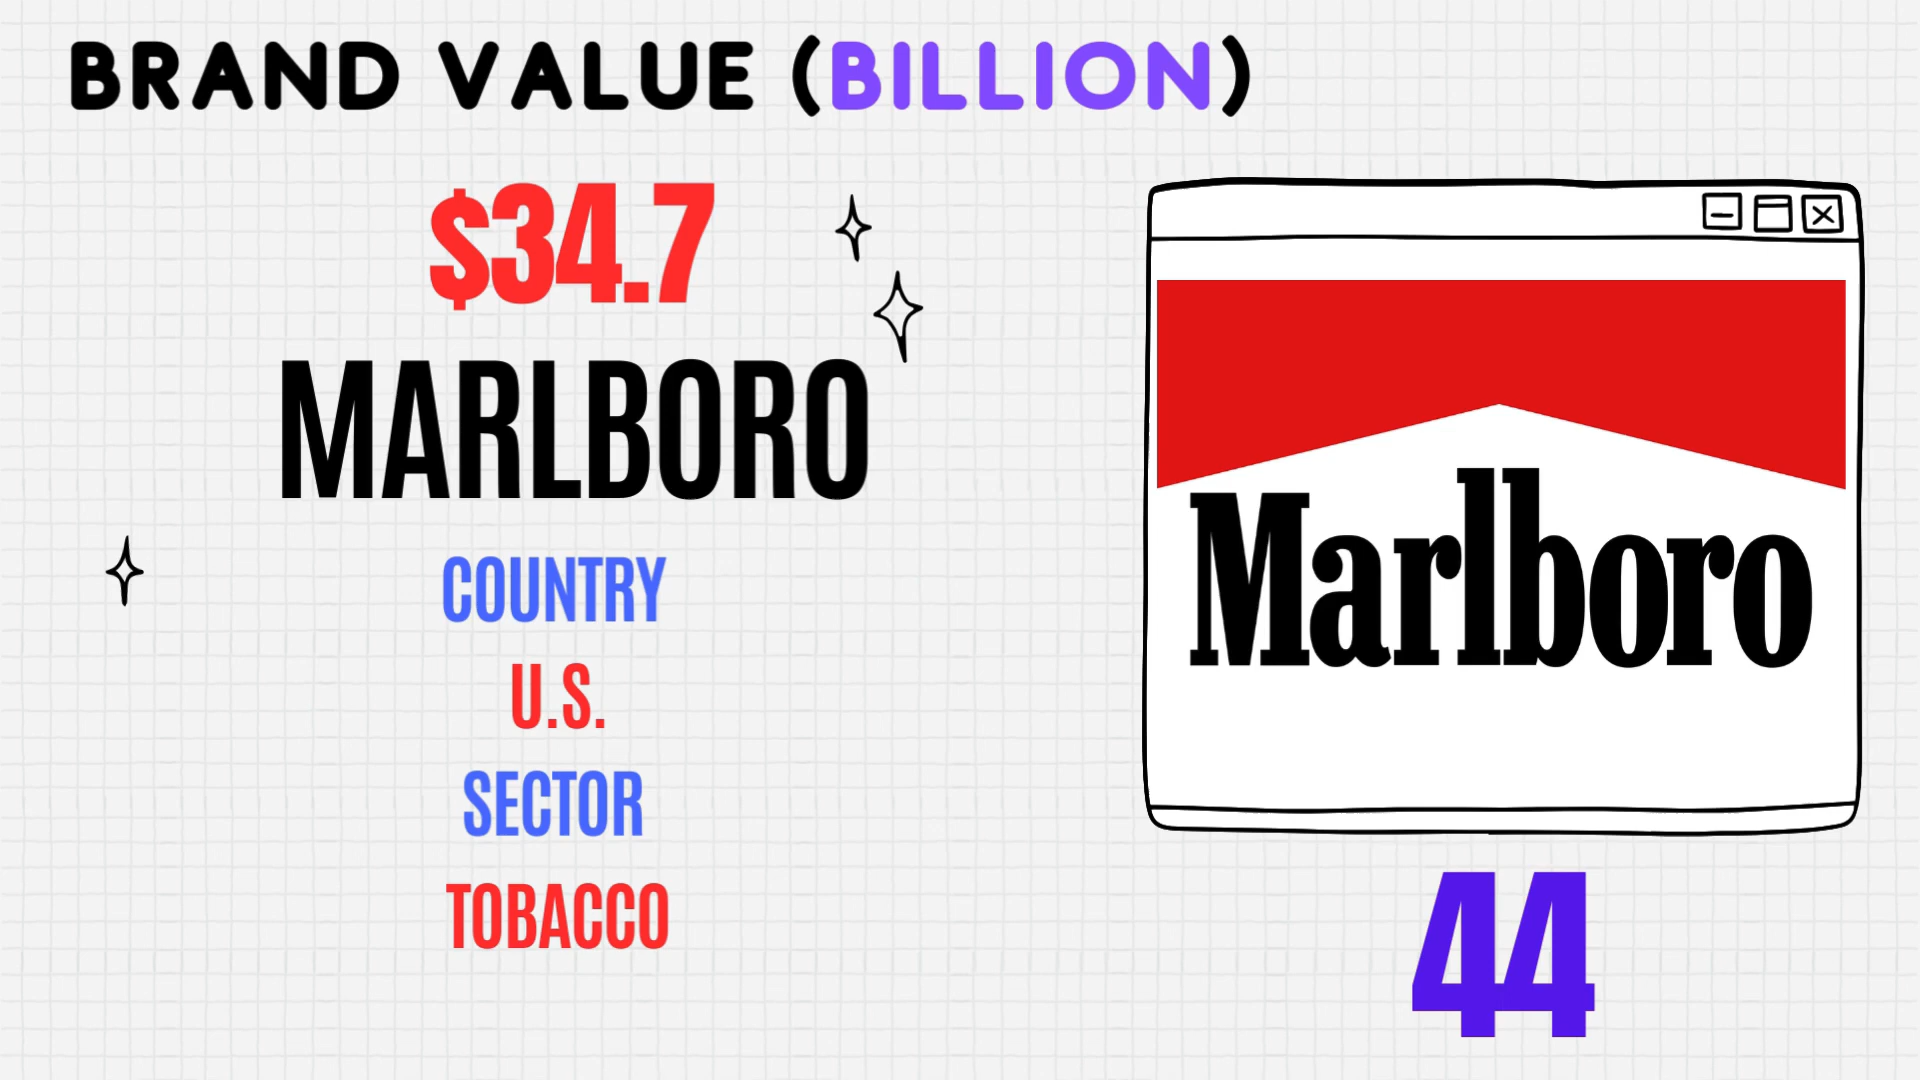 BRAND VALUE (BILLION)
$34.7
MARLBORO
COUNTRY
U.S.
SECTOR
TOBACCO
Marlboro
44